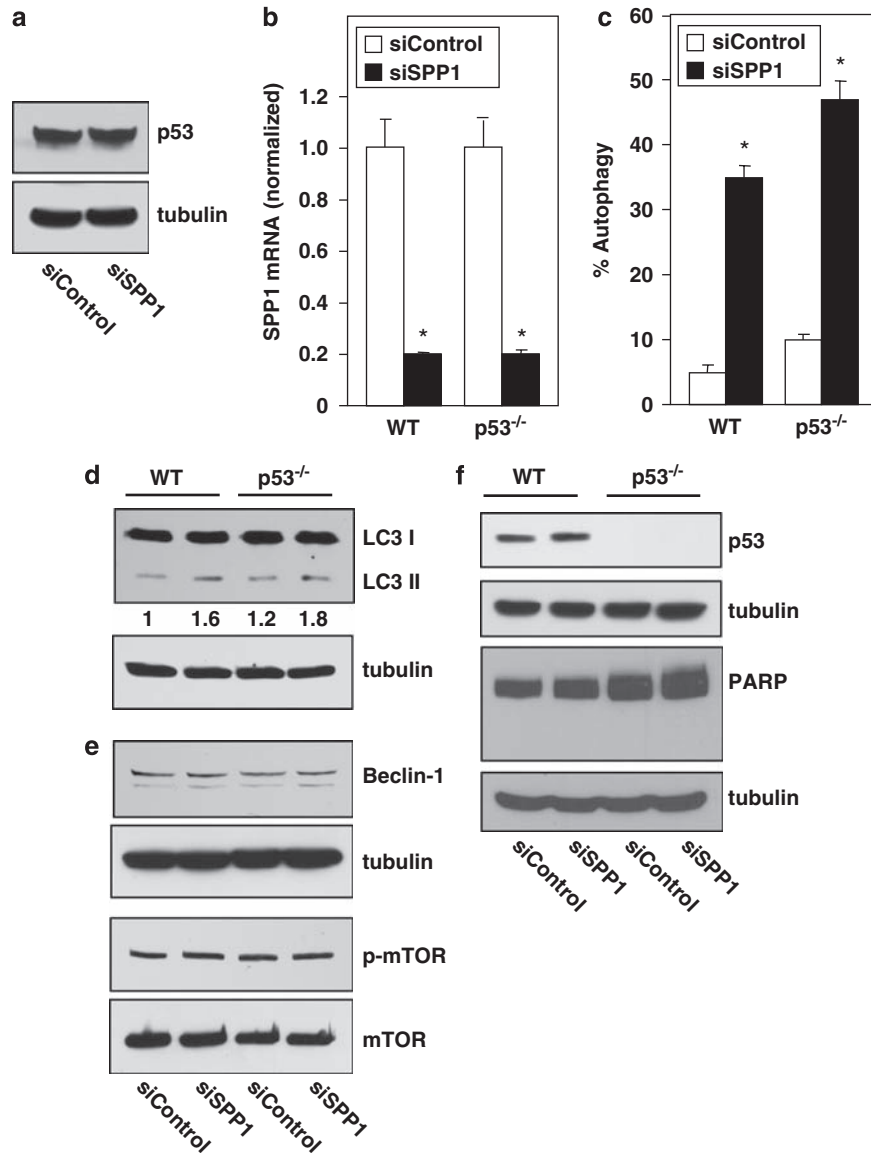 a
p53
tubulin
siControl
siSPP1
b
siControl
siSPP1
SPP1 mRNA (normalized)
1.2
1.0
0.8
0.6
0.4
0.2
0
*
*
WT
p53-/-
c
siControl
siSPP1
% Autophagy
60
50
40
30
20
10
0
*
*
WT
p53-/-
d
WT
p53-/-
LC3 I
LC3 II
1 1.6 1.2 1.8
tubulin
e
Beclin-1
tubulin
p-mTOR
mTOR
siControl
siSPP1
siControl
siSPP1
f
WT
p53-/-
p53
tubulin
PARP
tubulin
siControl
siSPP1
siControl
siSPP1